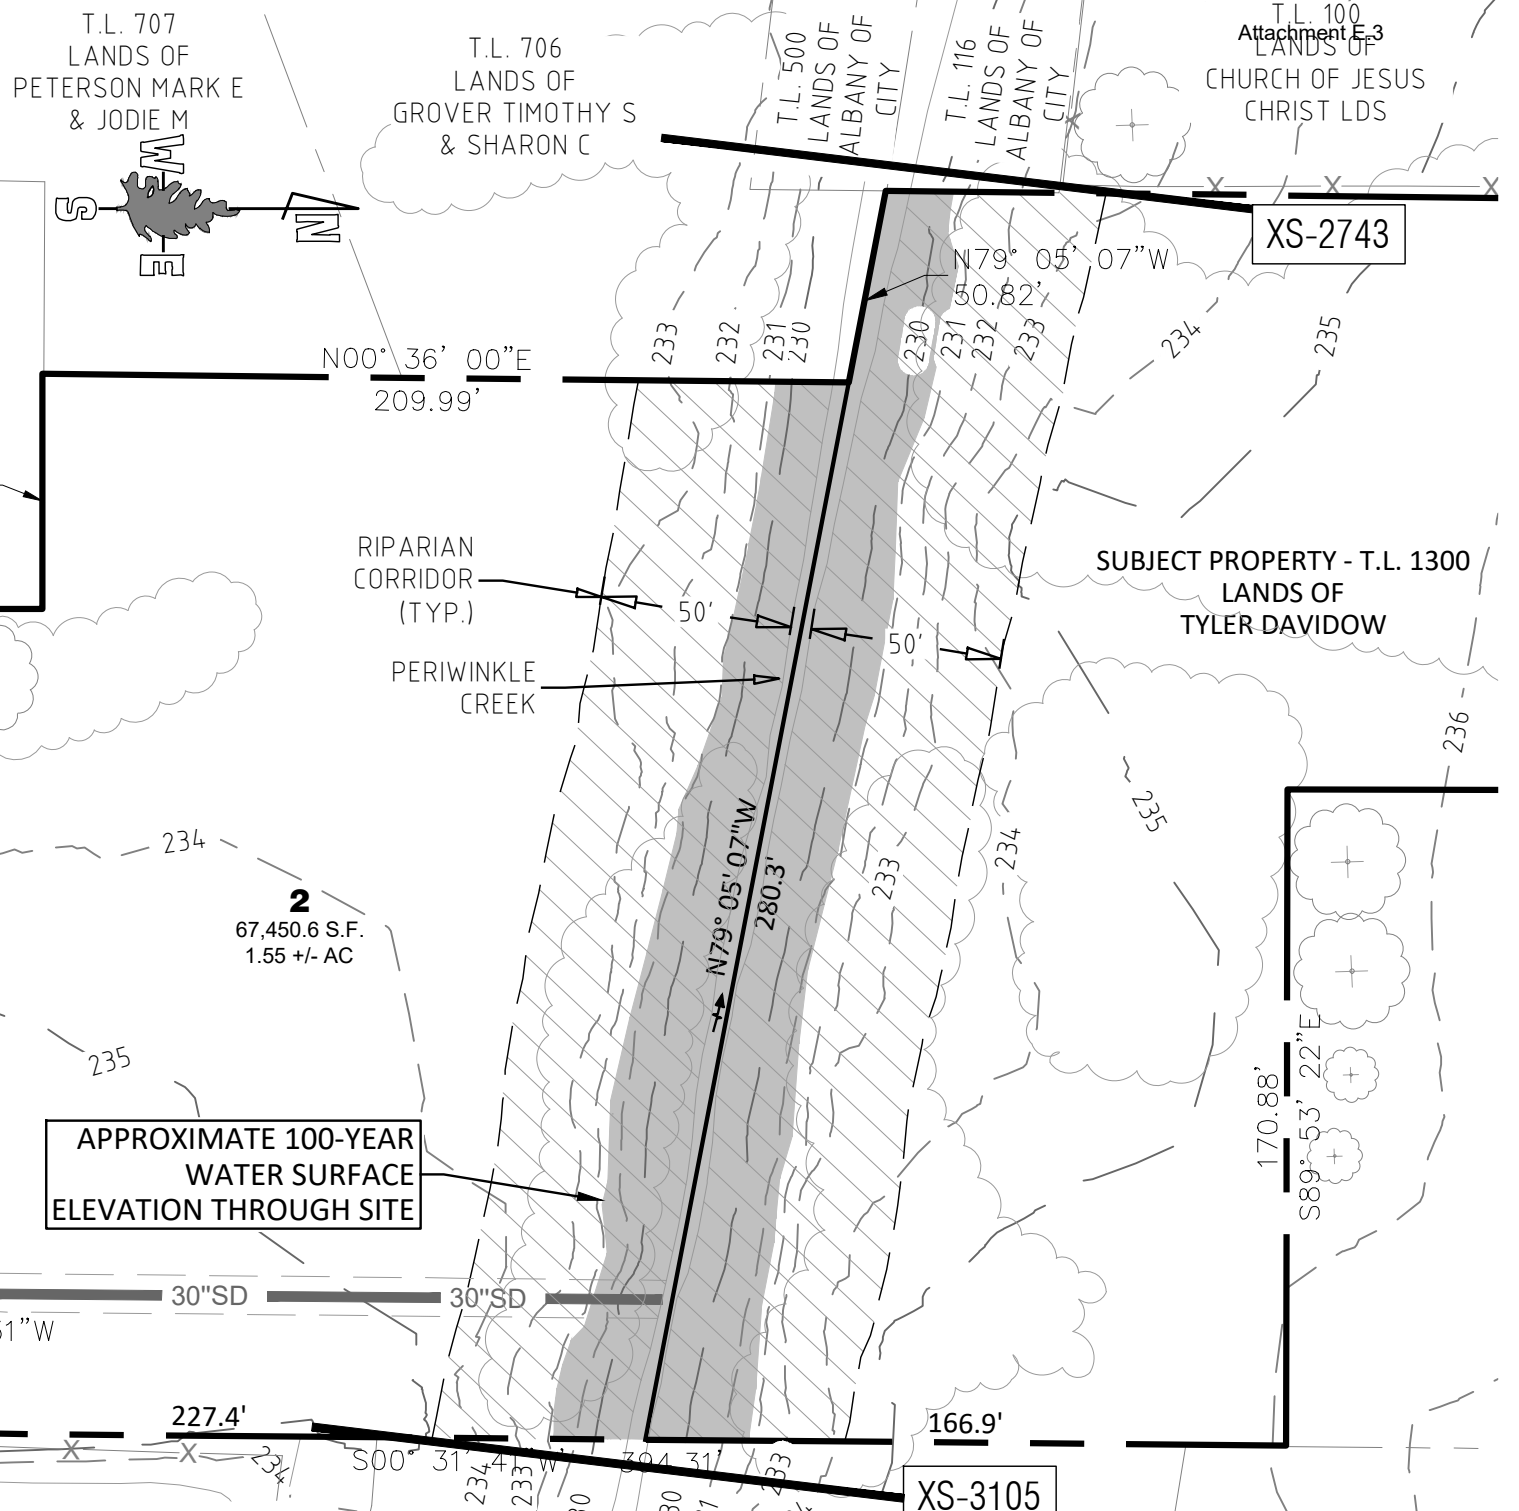 T.L. 707
LANDS OF
PETERSON MARK E
& JODIE M
T.L. 706
LANDS OF
GROVER TIMOTHY S
& SHARON C
T.L. 500
LANDS OF
ALBANY OF
CITY
T.L. 116
LANDS OF
ALBANY OF
CITY
T.L. 100
Attachment E.3
LANDS OF
CHURCH OF JESUS
CHRIST LDS
W
S
N
E
X X X
XS-2743
N79° 05' 07"W
50.82'
233
232
231
230
230
231
232
233
234
235
N00° 36' 00"E
209.99'
RIPARIAN
CORRIDOR
(TYP.)
50'
50'
SUBJECT PROPERTY - T.L. 1300
LANDS OF
TYLER DAVIDOW
PERIWINKLE
CREEK
236
235
234
233
N79° 05' 07"W
280.3'
234
2
67,450.6 S.F.
1.55 +/- AC
235
170.88'
S89° 53' 22"E
APPROXIMATE 100-YEAR
WATER SURFACE
ELEVATION THROUGH SITE
30"SD
30"SD
51"W
227.4'
166.9'
X X
S00° 31' 41"W
394.31'
234
234
233
233
XS-3105